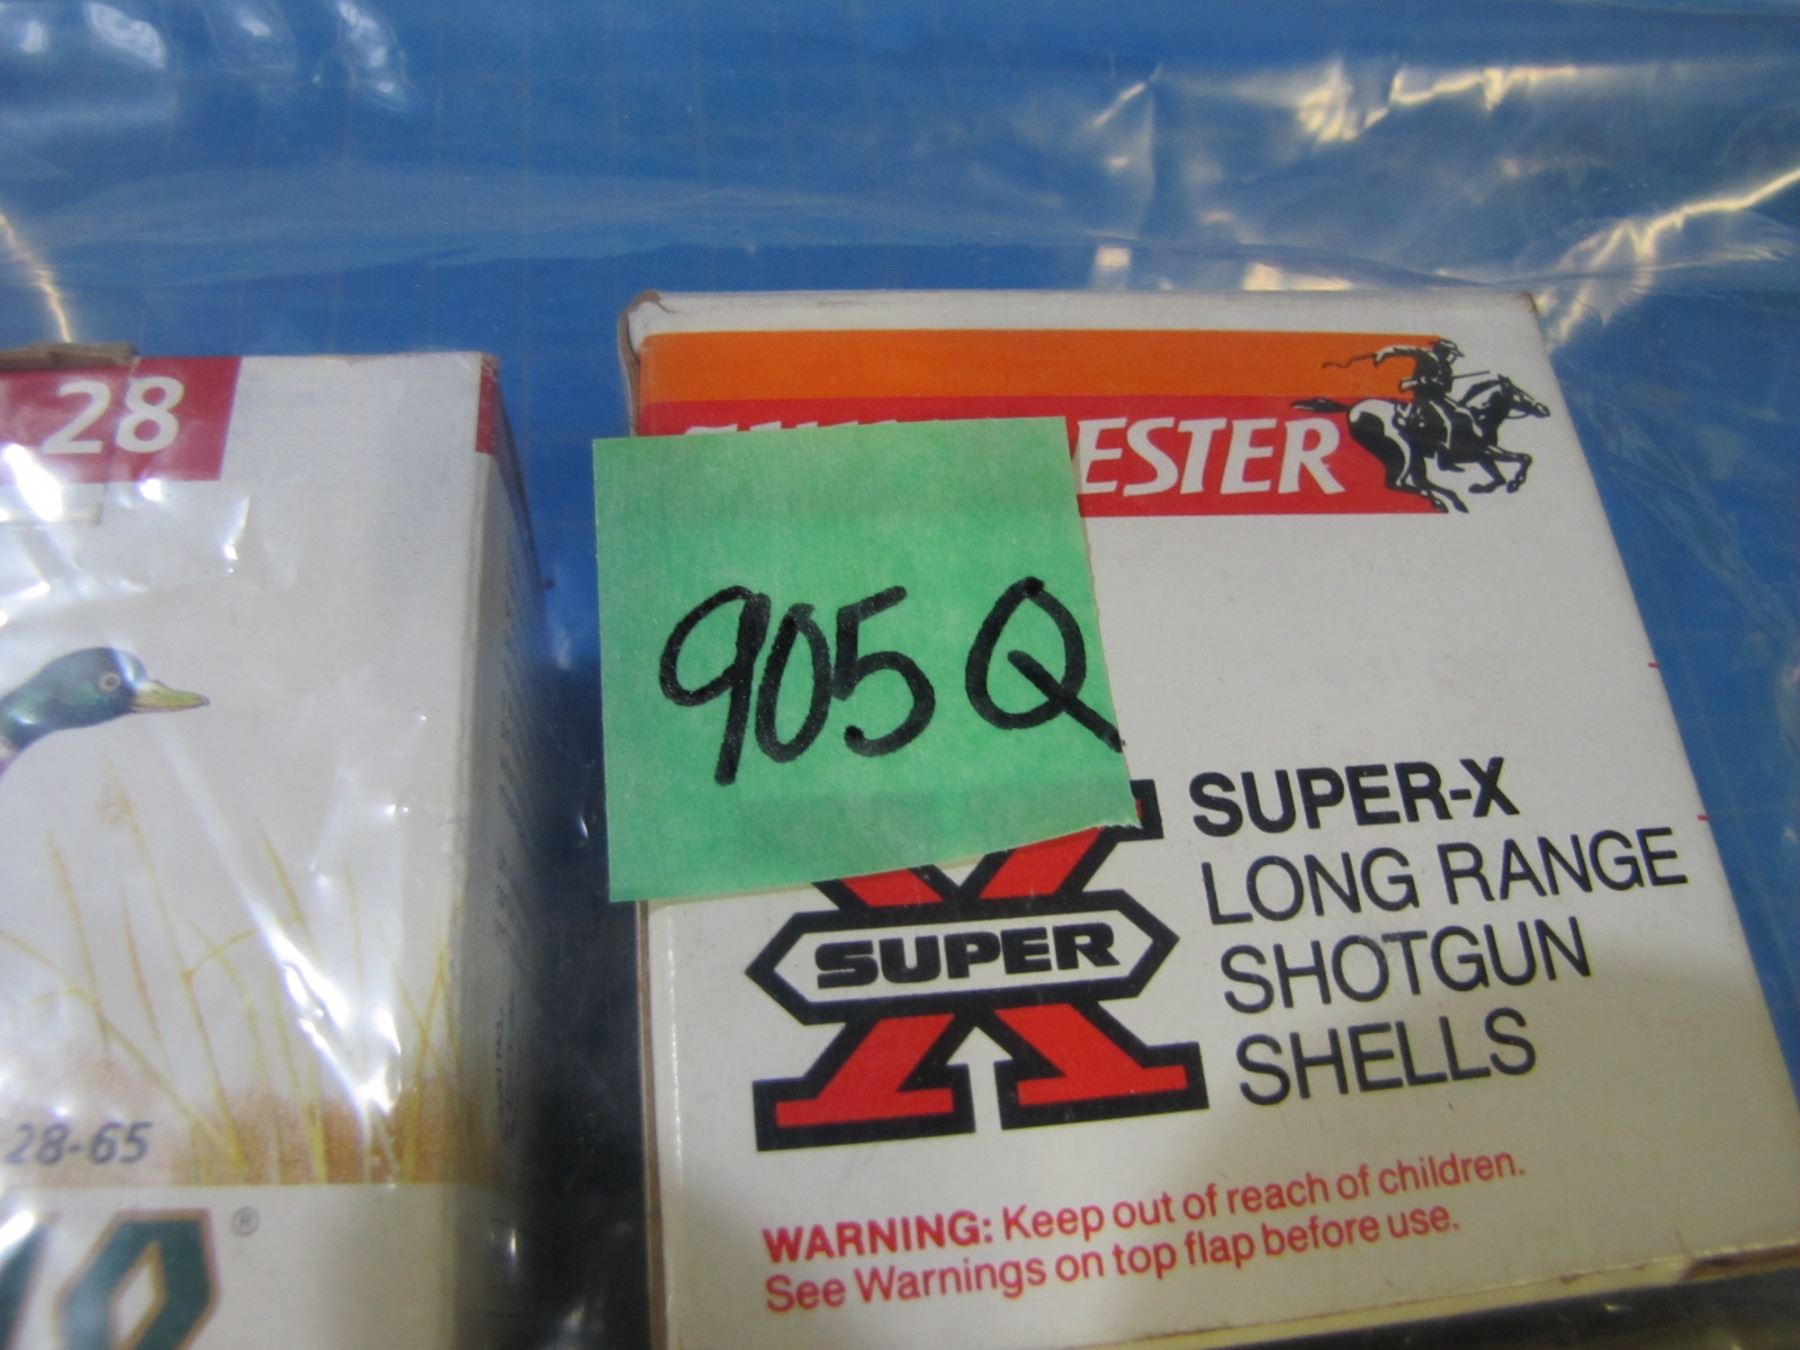 28
28-65
®
ESTER
905 Q
SUPER
SUPER-X
LONG RANGE
SHOTGUN
SHELLS
WARNING: Keep out of reach of children.
See Warnings on top flap before use.